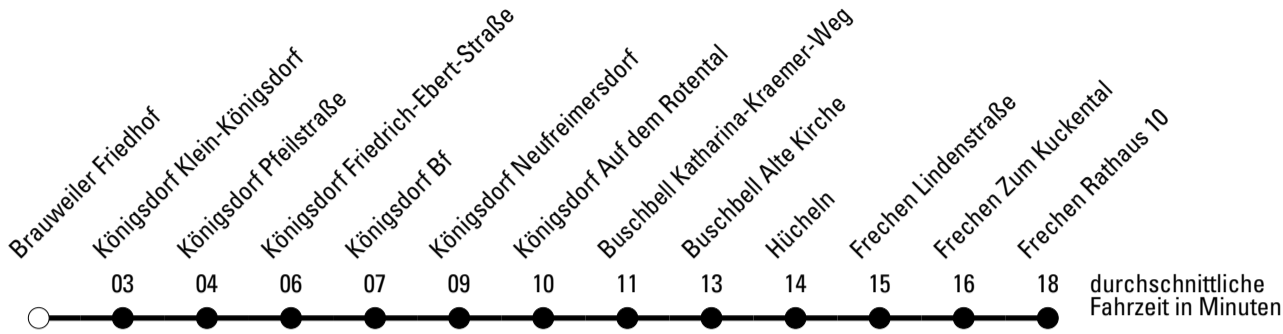 Brauweiler Friedhof
Königsdorf Klein-Königsdorf
Königsdorf Pfeilstraße
Königsdorf Friedrich-Ebert-Straße
Königsdorf Bf
Königsdorf Neufreimersdorf
Königsdorf Auf dem Rotental
Buschbell Katharina-Kraemer-Weg
Buschbell Alte Kirche
Hücheln
Frechen Lindenstraße
Frechen Zum Kuckental
Frechen Rathaus 10
03 04 06 07 09 10 11 13 14 15 16 18
durchschnittliche
Fahrzeit in Minuten